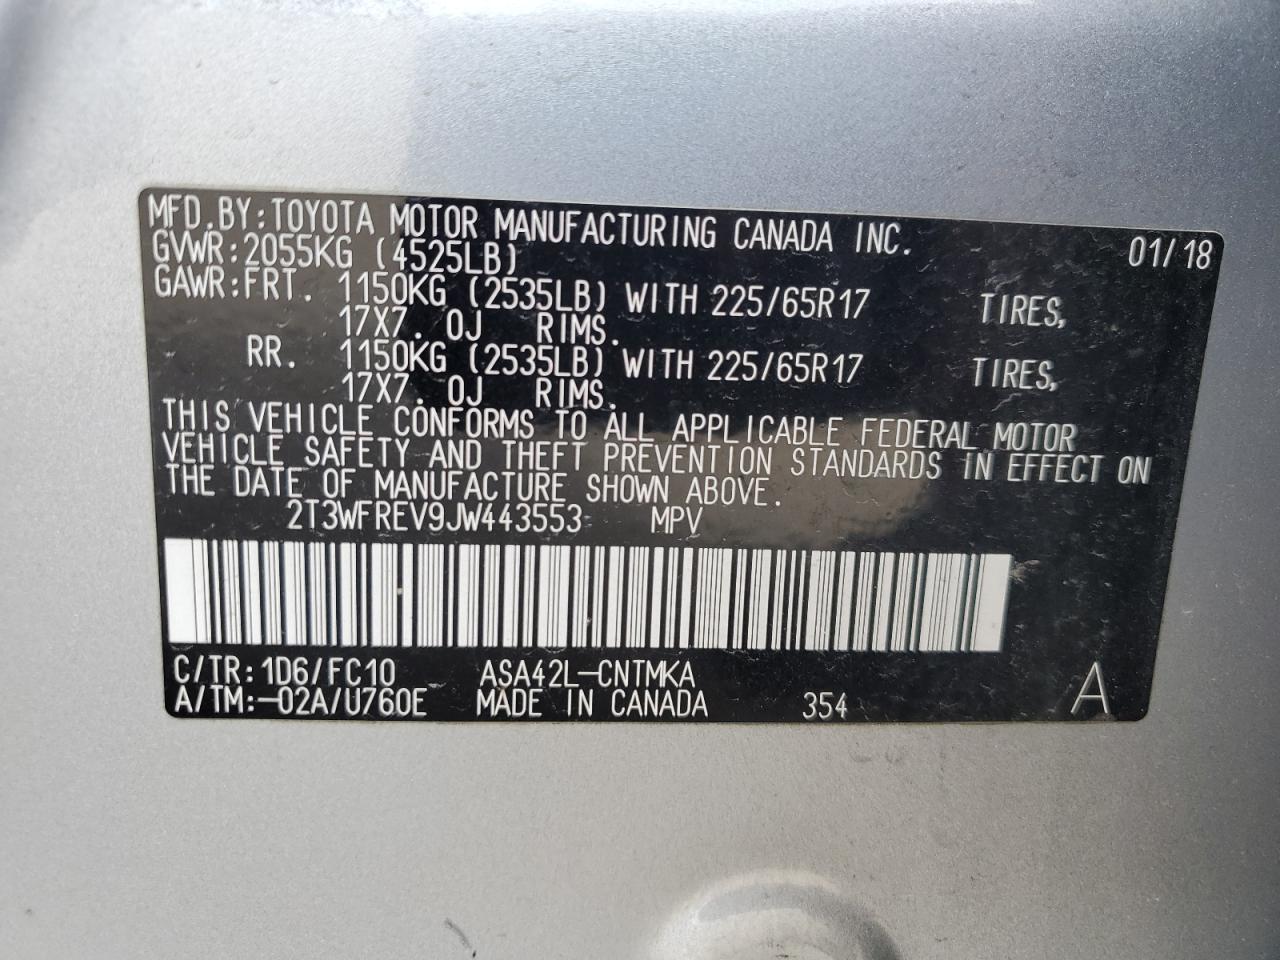 MFD.BY:TOYOTA MOTOR MANUFACTURING CANADA INC. 01/18
GVWR:2055KG (4525LB)
GAWR:FRT. 1150KG (2535LB) WITH 225/65R17 TIRES,
17X7.0J RIMS.
RR. 1150KG (2535LB) WITH 225/65R17 TIRES,
17X7.0J RIMS.
THIS VEHICLE CONFORMS TO ALL APPLICABLE FEDERAL MOTOR
VEHICLE SAFETY AND THEFT PREVENTION STANDARDS IN EFFECT ON
THE DATE OF MANUFACTURE SHOWN ABOVE.
2T3WFREV9JW443553 MPV
C/TR:1D6/FC10 ASA42L-CNTMKA A
A/TM:-02A/U760E MADE IN CANADA 354